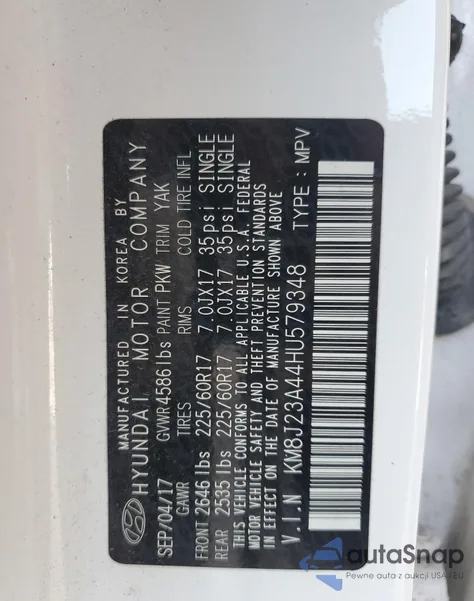 MANUFACTURED IN KOREA BY
HYUNDAI MOTOR COMPANY
SEP/04/17 GVWR 4586 lbs PAINT PKW TRIM YAK
GAWR TIRES RIMS COLD TIRE INFL
FRONT 2646 lbs 225/60R17 7.0JX17 35psi SINGLE
REAR 2535 lbs 225/60R17 7.0JX17 35psi SINGLE
THIS VEHICLE CONFORMS TO ALL APPLICABLE U.S.A. FEDERAL
MOTOR VEHICLE SAFETY AND THEFT PREVENTION STANDARDS
IN EFFECT ON THE DATE OF MANUFACTURE SHOWN ABOVE
V.I.N KM8J23A44HU579348 TYPE: MPV
autoSnap
Pewne auta z aukcji USA / EU